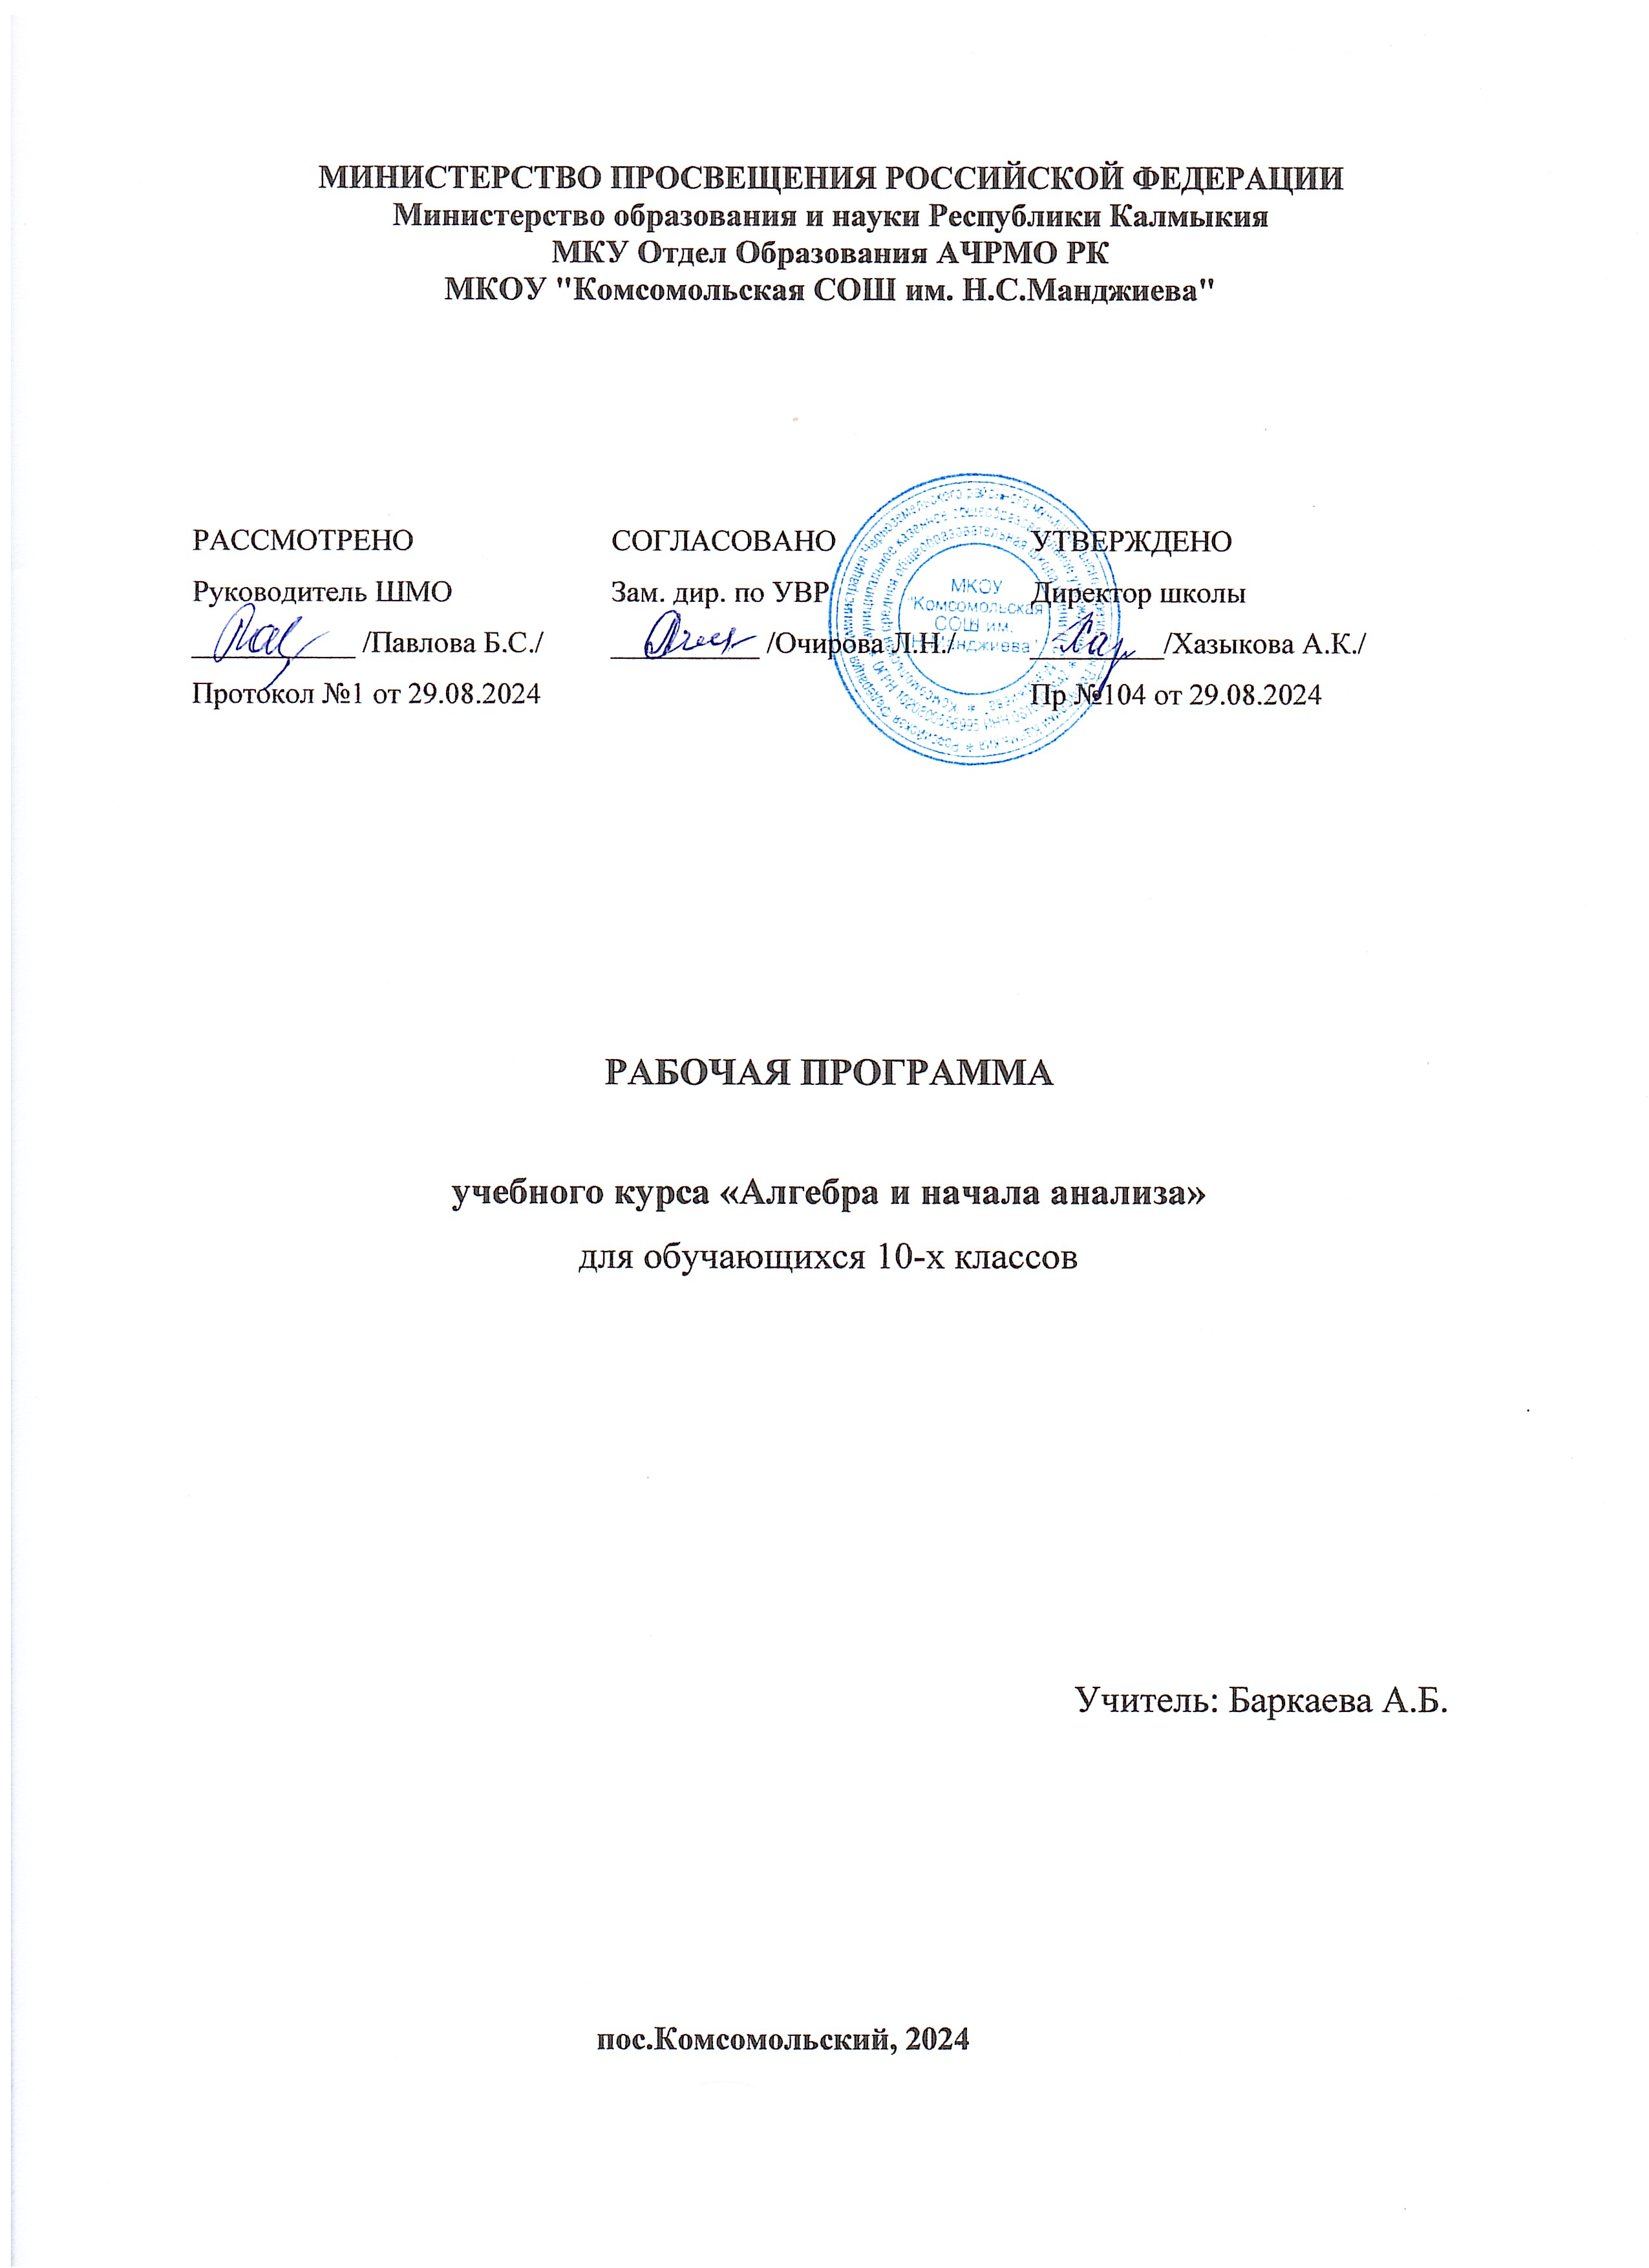 МИНИСТЕРСТВО ПРОСВЕЩЕНИЯ РОССИЙСКОЙ ФЕДЕРАЦИИ
Министерство образования и науки Республики Калмыкия
МКУ Отдел Образования АЧРМО РК
МКОУ "Комсомольская СОШ им. Н.С.Манджиева"
РАССМОТРЕНО
Руководитель ШМО
/Павлова Б.С./
Протокол №1 от 29.08.2024
СОГЛАСОВАНО
Зам. дир. по УВР
/Очирова Л.Н./
УТВЕРЖДЕНО
Директор школы
/Хазыкова А.К./
Пр №104 от 29.08.2024
МКОУ
"Комсомольская
СОШ им.
РАБОЧАЯ ПРОГРАММА
учебного курса «Алгебра и начала анализа»
для обучающихся 10-х классов
Учитель: Баркаева А.Б.
пос.Комсомольский, 2024